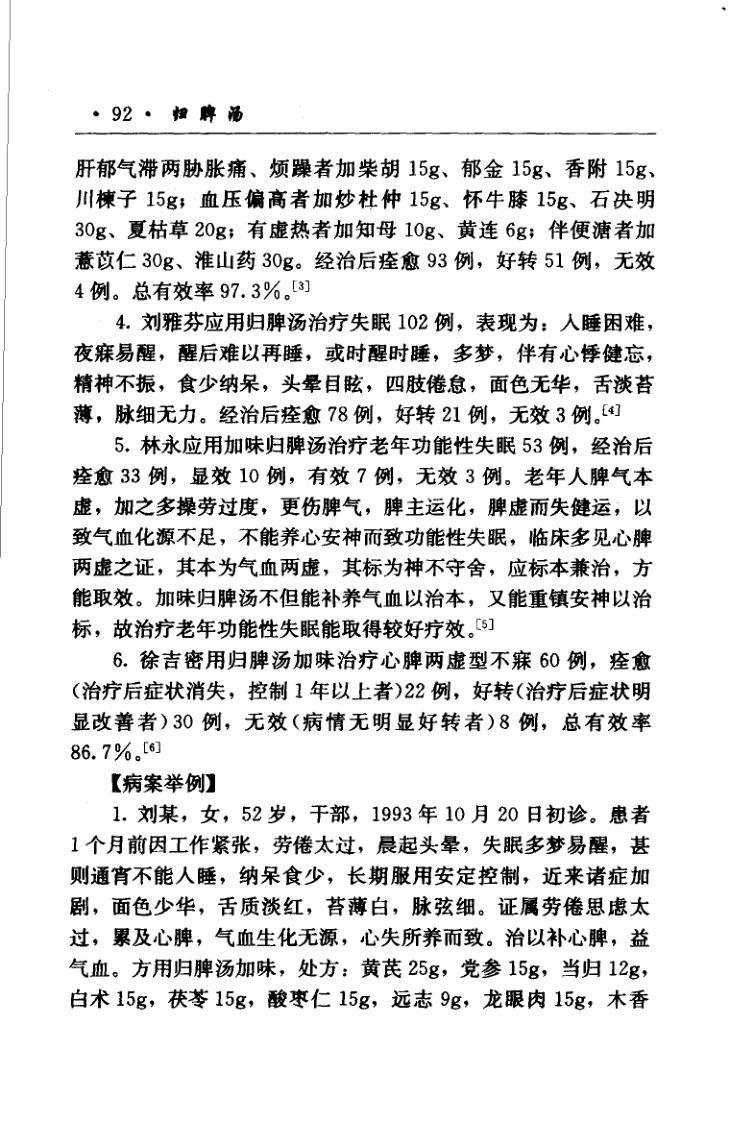 ·92· 归脾汤
肝郁气滞两胁胀痛、烦躁者加柴胡 15g、郁金 15g、香附 15g、
川楝子 15g；血压偏高者加炒杜仲 15g、怀牛膝 15g、石决明
30g、夏枯草 20g；有虚热者加知母 10g、黄连 6g；伴便溏者加
薏苡仁 30g、淮山药 30g。经治后痊愈 93 例，好转 51 例，无效
4 例。总有效率 97.3%。[3]
4. 刘雅芬应用归脾汤治疗失眠 102 例，表现为：入睡困难，
夜寐易醒，醒后难以再睡，或时醒时睡，多梦，伴有心悸健忘，
精神不振，食少纳呆，头晕目眩，四肢倦怠，面色无华，舌淡苔
薄，脉细无力。经治后痊愈 78 例，好转 21 例，无效 3 例。[4]
5. 林永应用加味归脾汤治疗老年功能性失眠 53 例，经治后
痊愈 33 例，显效 10 例，有效 7 例，无效 3 例。老年人脾气本
虚，加之多操劳过度，更伤脾气，脾主运化，脾虚而失健运，以
致气血化源不足，不能养心安神而致功能性失眠，临床多见心脾
两虚之证，其本为气血两虚，其标为神不守舍，应标本兼治，方
能取效。加味归脾汤不但能补养气血以治本，又能重镇安神以治
标，故治疗老年功能性失眠能取得较好疗效。[5]
6. 徐吉密用归脾汤加味治疗心脾两虚型不寐 60 例，痊愈
(治疗后症状消失，控制 1 年以上者)22 例，好转(治疗后症状明
显改善者)30 例，无效(病情无明显好转者)8 例，总有效率
86.7%。[6]
【病案举例】
1. 刘某，女，52 岁，干部，1993 年 10 月 20 日初诊。患者
1 个月前因工作紧张，劳倦太过，晨起头晕，失眠多梦易醒，甚
则通宵不能入睡，纳呆食少，长期服用安定控制，近来诸症加
剧，面色少华，舌质淡红，苔薄白，脉弦细。证属劳倦思虑太
过，累及心脾，气血生化无源，心失所养而致。治以补心脾，益
气血。方用归脾汤加味，处方：黄芪 25g，党参 15g，当归 12g，
白术 15g，茯苓 15g，酸枣仁 15g，远志 9g，龙眼肉 15g，木香